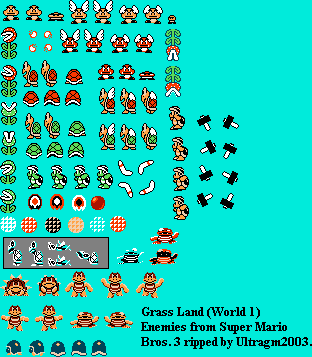 Grass Land (World 1)
Enemies from Super Mario
Bros. 3 ripped by Ultragm2003.